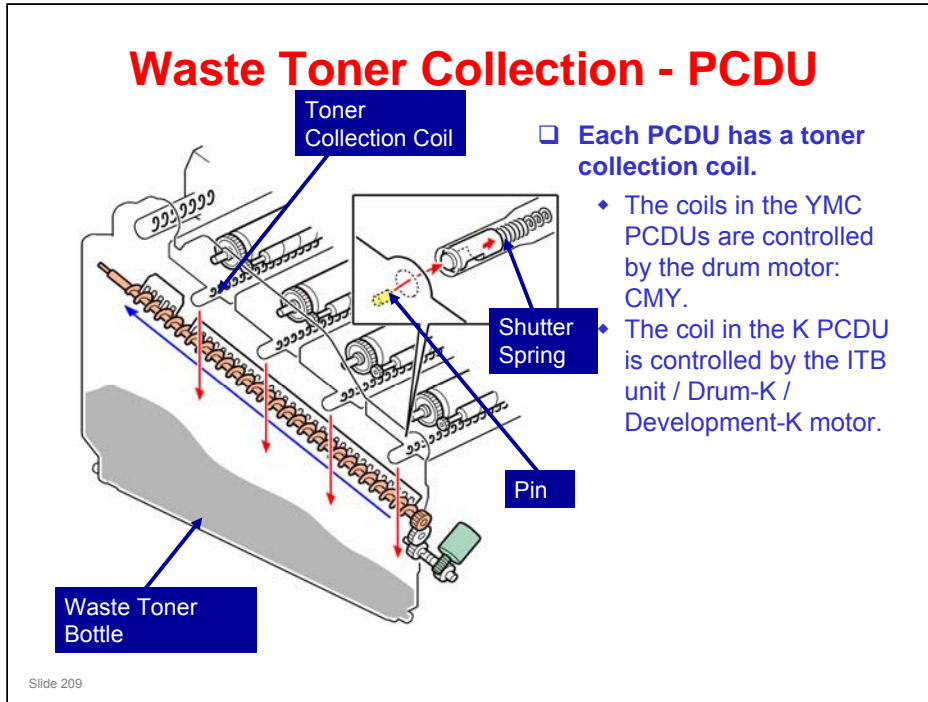 Waste Toner Collection - PCDU
Toner
Collection Coil
❑ Each PCDU has a toner
collection coil.
◆ The coils in the YMC
PCDUs are controlled
by the drum motor:
CMY.
◆ The coil in the K PCDU
is controlled by the ITB
unit / Drum-K /
Development-K motor.
Shutter
Spring
Pin
Waste Toner
Bottle
Slide 209